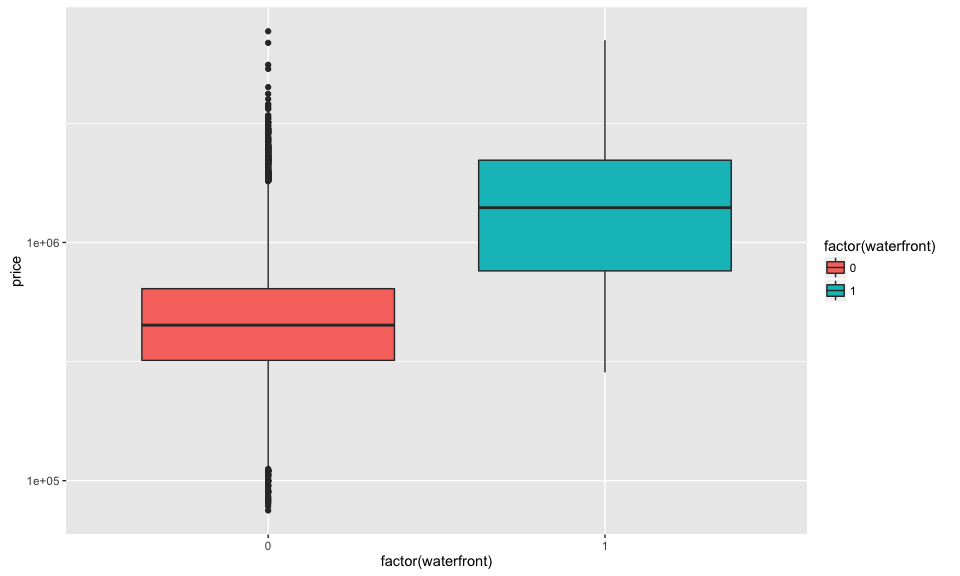 price
1e+06
1e+05
0
1
factor(waterfront)
factor(waterfront)
0
1